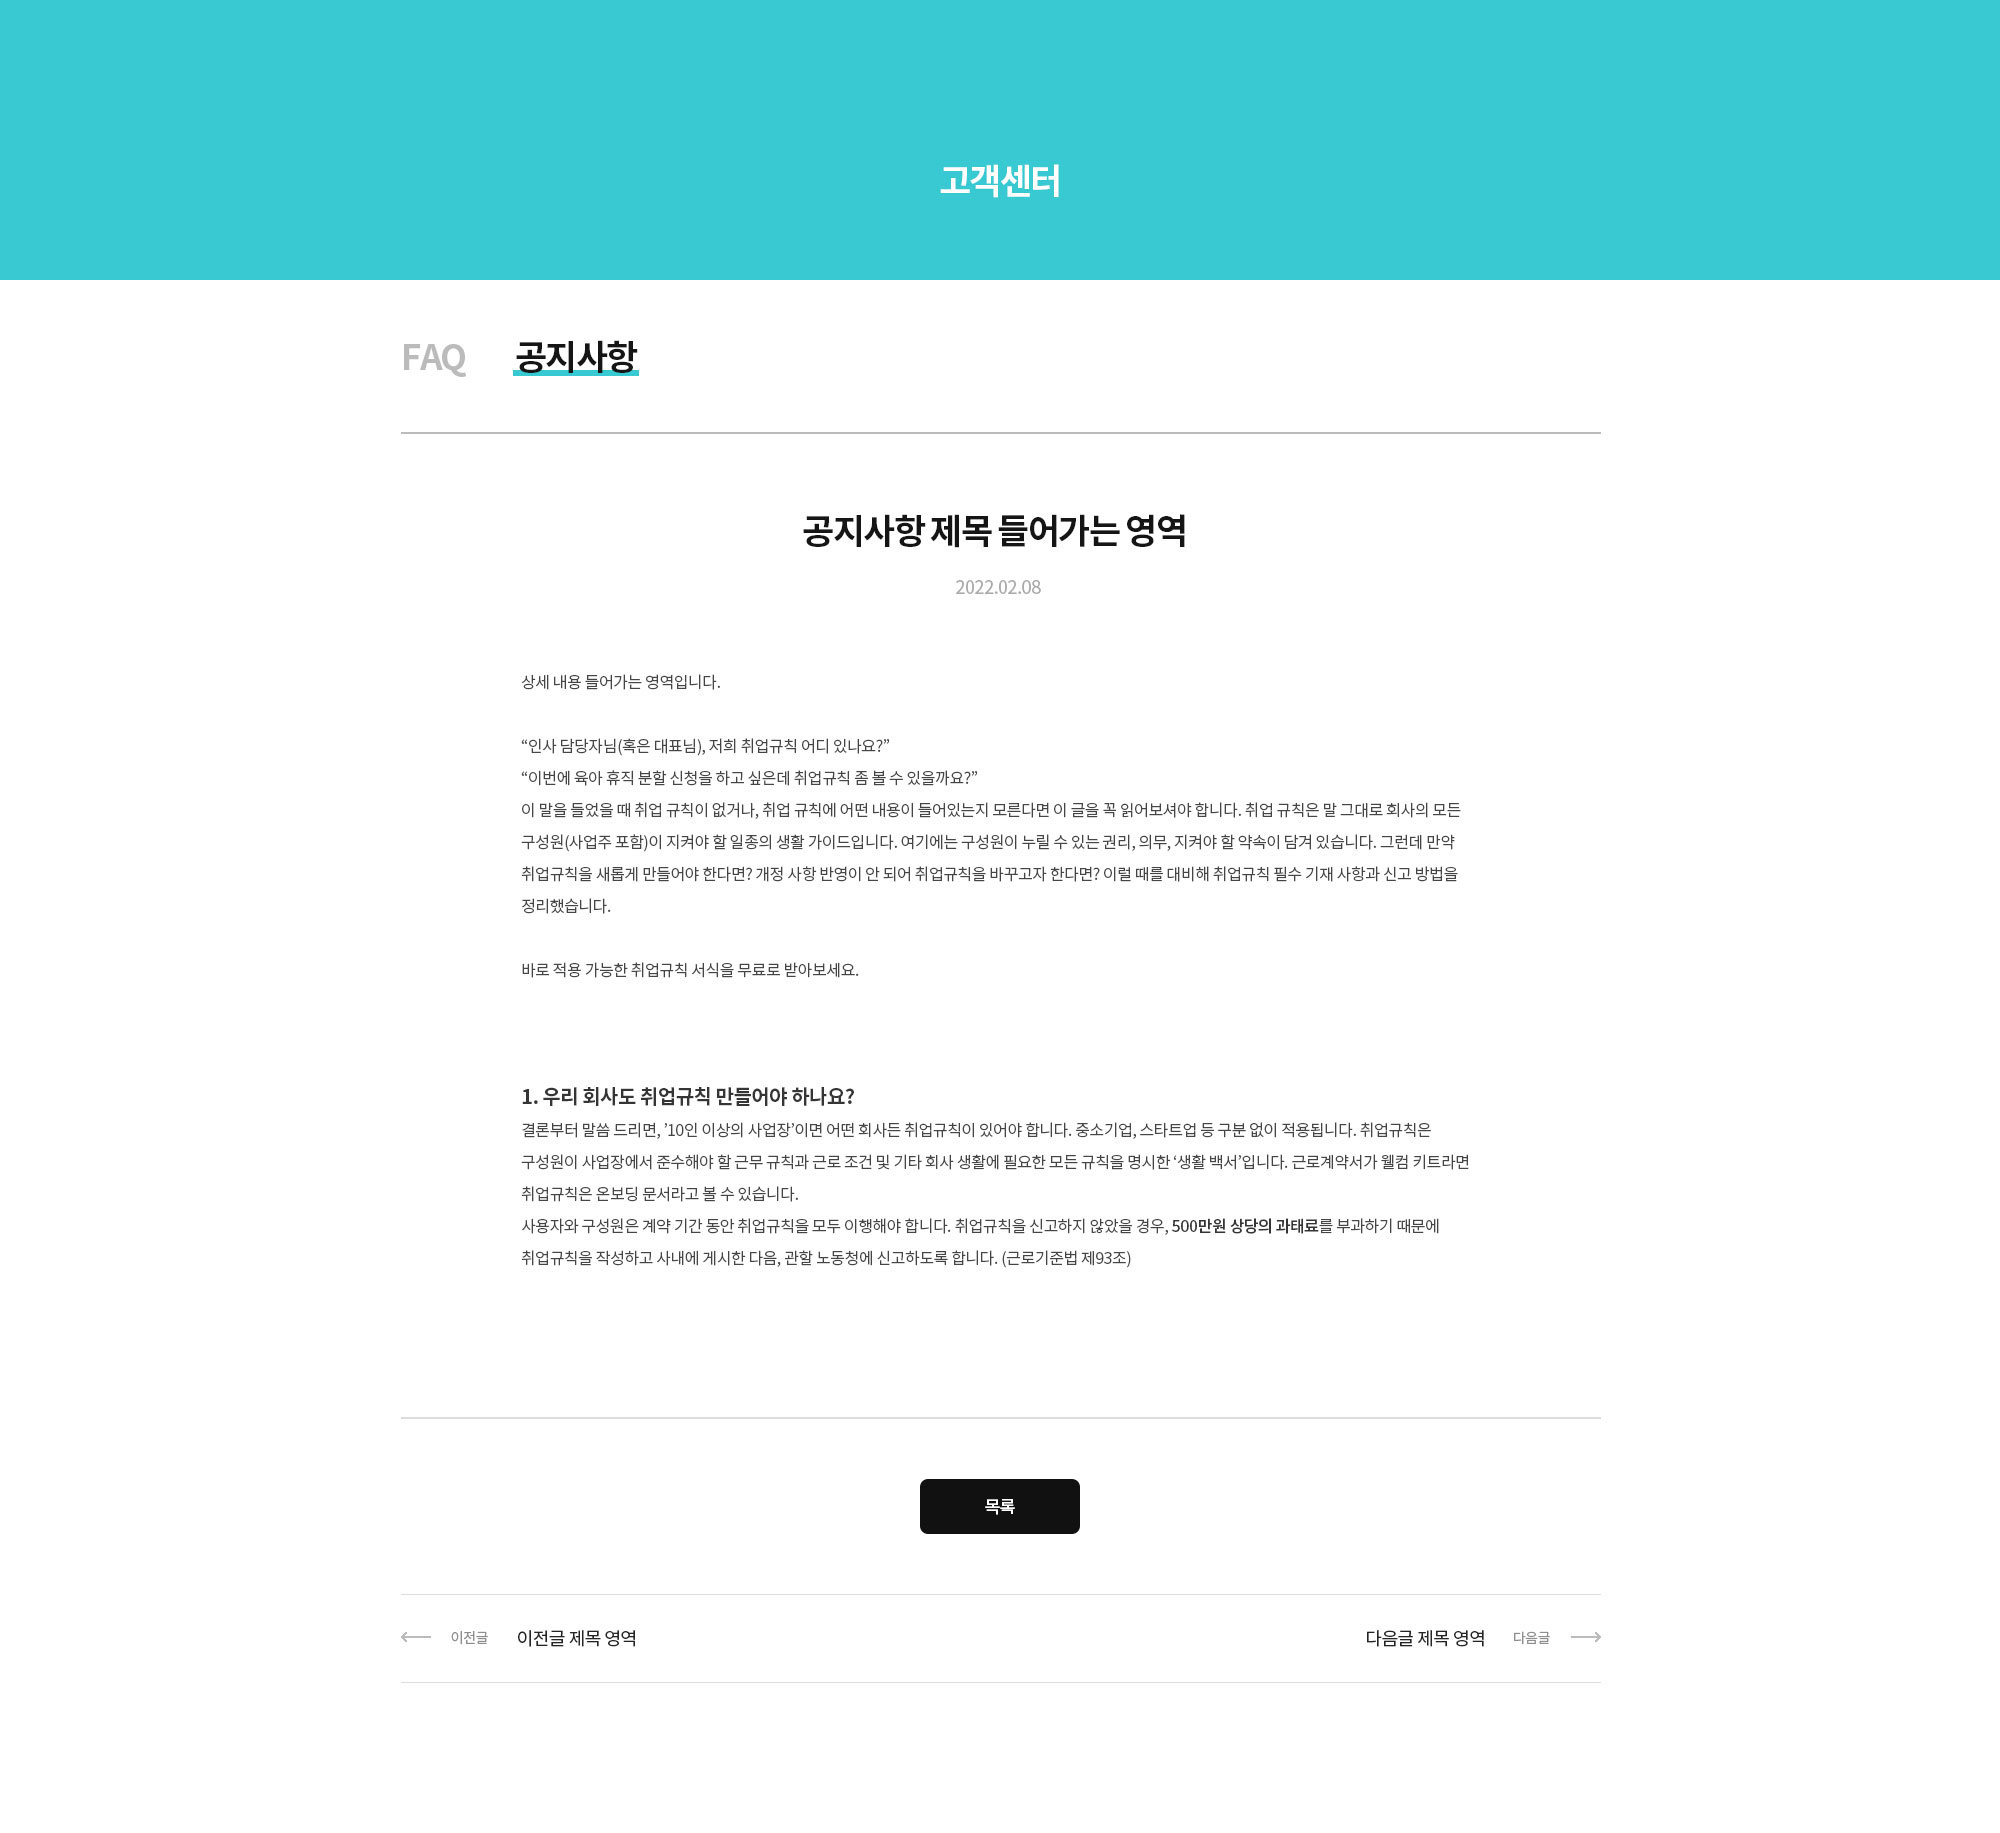 고객센터
FAQ 공지사항
공지사항 제목 들어가는 영역
2022.02.08
상세 내용 들어가는 영역입니다.
“인사 담당자님(혹은 대표님), 저희 취업규칙 어디 있나요?”
“이번에 육아 휴직 분할 신청을 하고 싶은데 취업규칙 좀 볼 수 있을까요?”
이 말을 들었을 때 취업 규칙이 없거나, 취업 규칙에 어떤 내용이 들어있는지 모른다면 이 글을 꼭 읽어보셔야 합니다. 취업 규칙은 말 그대로 회사의 모든
구성원(사업주 포함)이 지켜야 할 일종의 생활 가이드입니다. 여기에는 구성원이 누릴 수 있는 권리, 의무, 지켜야 할 약속이 담겨 있습니다. 그런데 만약
취업규칙을 새롭게 만들어야 한다면? 개정 사항 반영이 안 되어 취업규칙을 바꾸고자 한다면? 이럴 때를 대비해 취업규칙 필수 기재 사항과 신고 방법을
정리했습니다.
바로 적용 가능한 취업규칙 서식을 무료로 받아보세요.
1. 우리 회사도 취업규칙 만들어야 하나요?
결론부터 말씀 드리면, ’10인 이상의 사업장’이면 어떤 회사든 취업규칙이 있어야 합니다. 중소기업, 스타트업 등 구분 없이 적용됩니다. 취업규칙은
구성원이 사업장에서 준수해야 할 근무 규칙과 근로 조건 및 기타 회사 생활에 필요한 모든 규칙을 명시한 ‘생활 백서’입니다. 근로계약서가 웰컴 키트라면
취업규칙은 온보딩 문서라고 볼 수 있습니다.
사용자와 구성원은 계약 기간 동안 취업규칙을 모두 이행해야 합니다. 취업규칙을 신고하지 않았을 경우, 500만원 상당의 과태료를 부과하기 때문에
취업규칙을 작성하고 사내에 게시한 다음, 관할 노동청에 신고하도록 합니다. (근로기준법 제93조)
목록
이전글 이전글 제목 영역 다음글 제목 영역 다음글